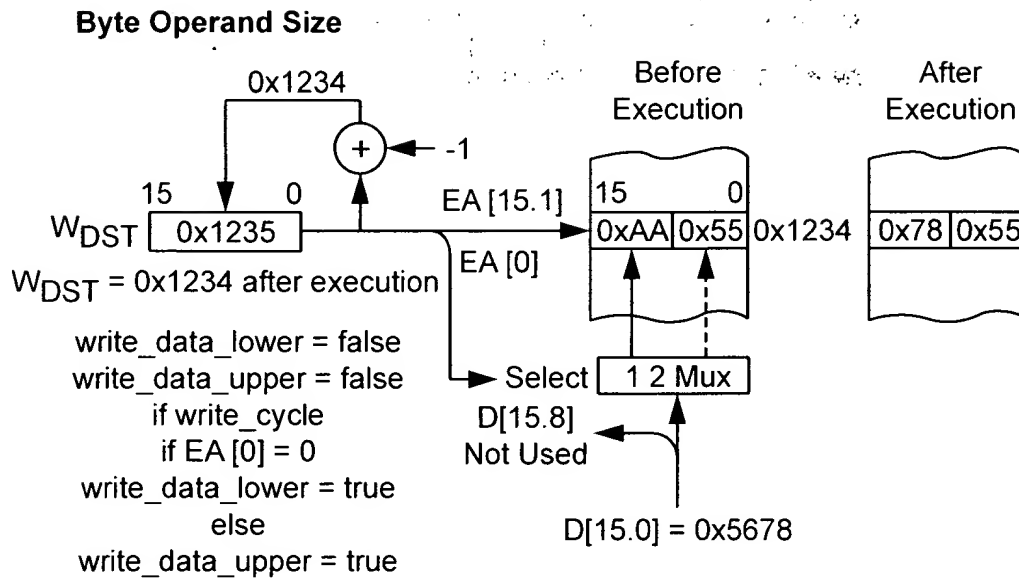 Byte Operand Size
0x1234
Before
Execution
After
Execution
+
-1
15 0
15 0
EA [15.1]
W_DST 0x1235
0xAA 0x55 0x1234
0x78 0x55
EA [0]
W_DST = 0x1234 after execution
write_data_lower = false
write_data_upper = false
if write_cycle
if EA [0] = 0
write_data_lower = true
else
write_data_upper = true
Select 1 2 Mux
D[15.8]
Not Used
D[15.0] = 0x5678